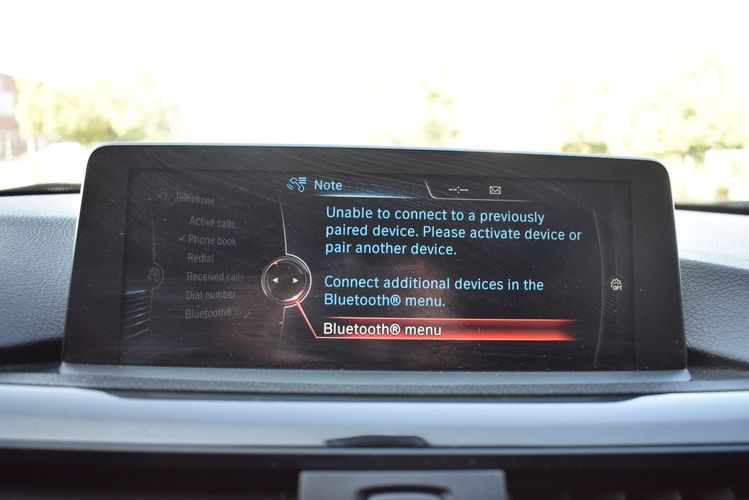 Telephone
Active calls
Phone book
Redial
Received calls
Dial number
Note
--:--
Unable to connect to a previously
paired device. Please activate device or
pair another device.
Connect additional devices in the
Bluetooth® menu.
Bluetooth® menu
OPT